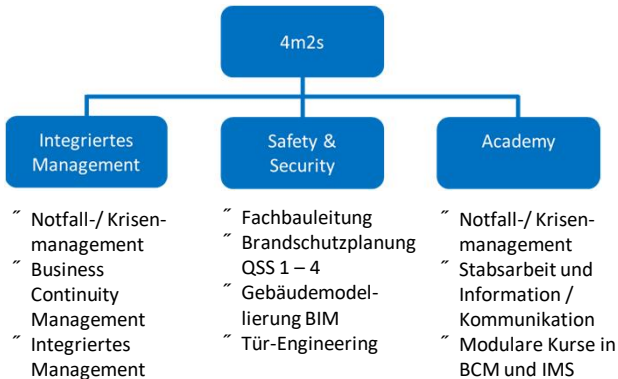 4m2s
Integriertes
Management
Safety &
Security
Academy
˝ Notfall-/ Krisen-
management
˝ Business
Continuity
Management
˝ Integriertes
Management
˝ Fachbauleitung
˝ Brandschutzplanung
QSS 1 – 4
˝ Gebäudemodel-
lierung BIM
˝ Tür-Engineering
˝ Notfall-/ Krisen-
management
˝ Stabsarbeit und
Information /
Kommunikation
˝ Modulare Kurse in
BCM und IMS